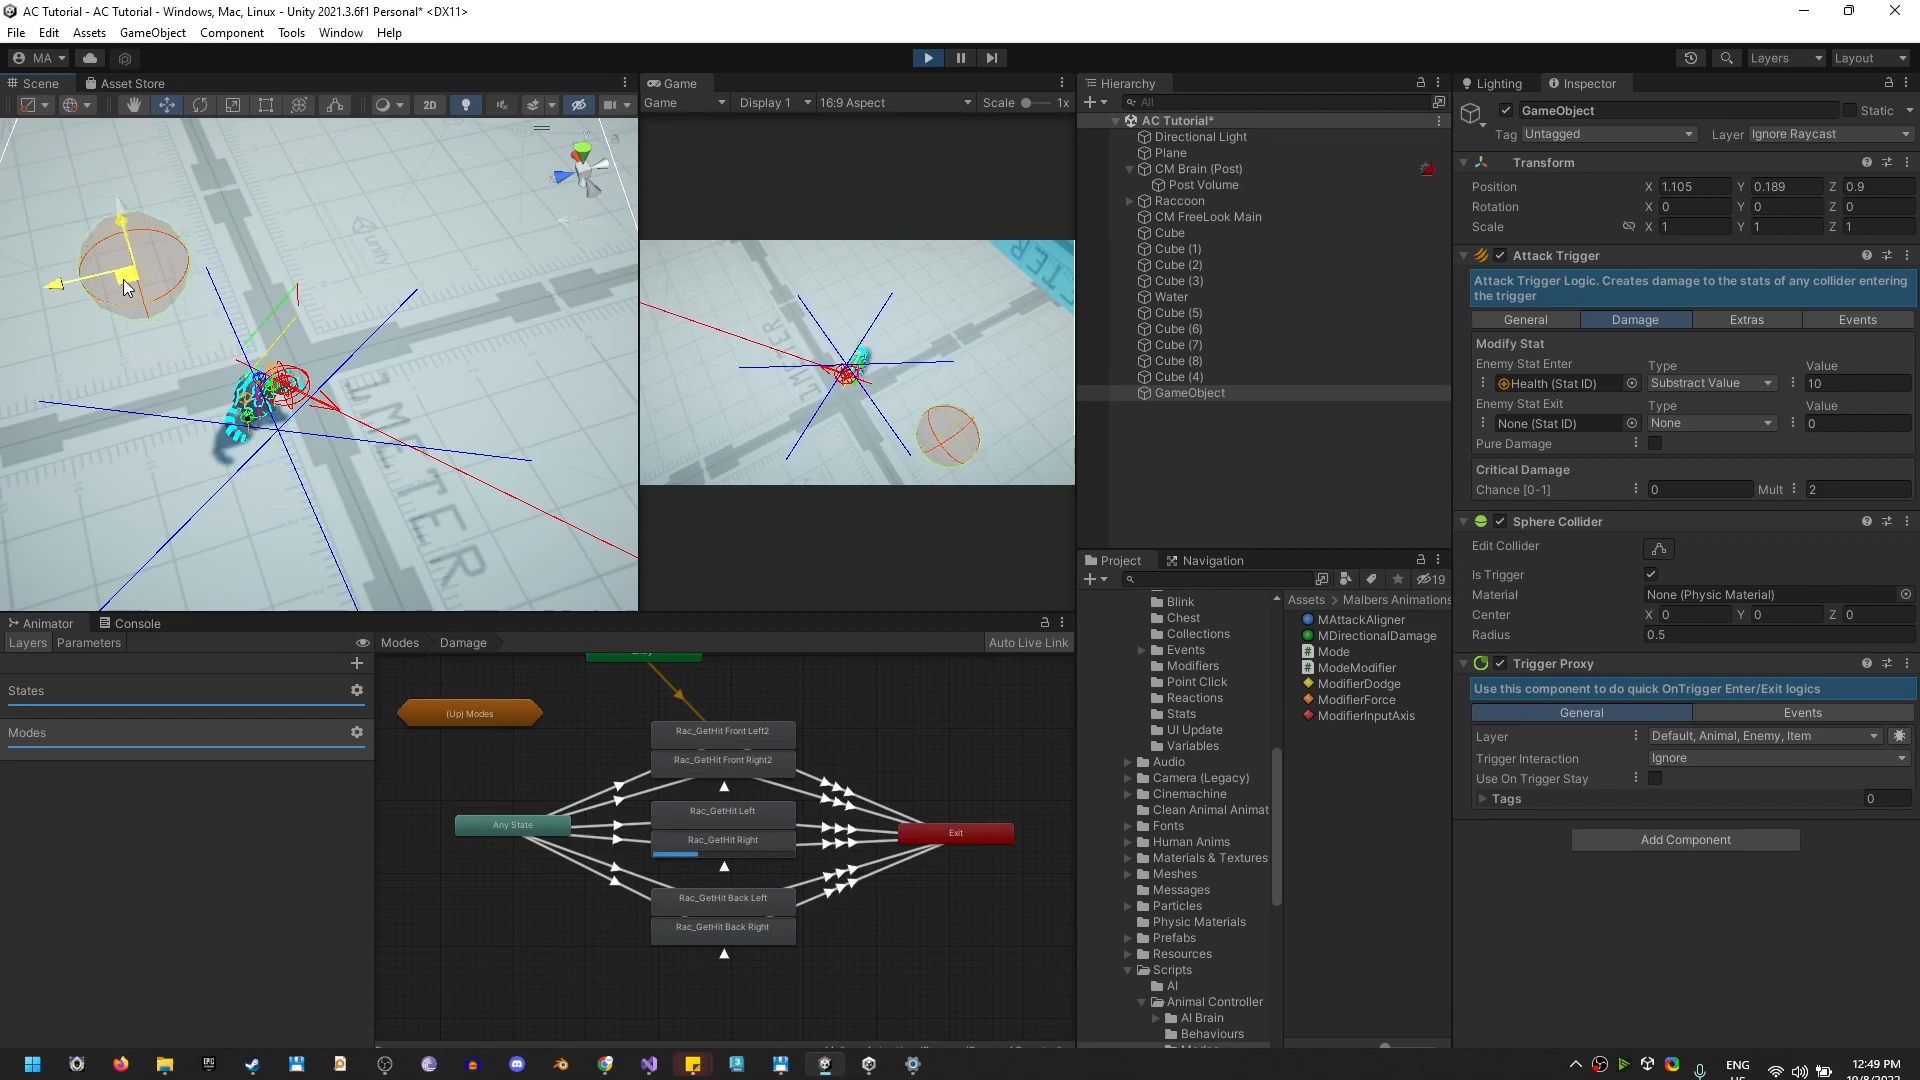 AC Tutorial - AC Tutorial - Windows, Mac, Linux - Unity 2021.3.6f1 Personal* <DX11>
File Edit Assets GameObject Component Tools Window Help
MA Layers Layout
Scene Asset Store
2D
unity
IMETER
Game
Game Display 1 16:9 Aspect Scale 1x
Hierarchy
All
AC Tutorial*
Directional Light
Plane
CM Brain (Post)
Post Volume
Raccoon
CM FreeLook Main
Cube
Cube (1)
Cube (2)
Cube (3)
Water
Cube (5)
Cube (6)
Cube (7)
Cube (8)
Cube (4)
GameObject
Lighting Inspector
GameObject Static
Tag Untagged Layer Ignore Raycast
Transform
Position X 1.105 Y 0.189 Z 0.9
Rotation X 0 Y 0 Z 0
Scale X 1 Y 1 Z 1
Attack Trigger
Attack Trigger Logic. Creates damage to the stats of any collider entering
the trigger
General Damage Extras Events
Modify Stat
Enemy Stat Enter Type Value
Health (Stat ID) Substract Value 10
Enemy Stat Exit Type Value
None (Stat ID) None 0
Pure Damage
Critical Damage
Chance [0-1] 0 Mult 2
Sphere Collider
Edit Collider
Is Trigger
Material None (Physic Material)
Center X 0 Y 0 Z 0
Radius 0.5
Trigger Proxy
Use this component to do quick OnTrigger Enter/Exit logics
General Events
Layer Default, Animal, Enemy, Item
Trigger Interaction Ignore
Use On Trigger Stay
Tags 0
Add Component
Project Navigation
19
Blink
Chest
Collections
Events
Modifiers
Point Click
Reactions
Stats
UI Update
Variables
Audio
Camera (Legacy)
Cinemachine
Clean Animal Animat
Fonts
Human Anims
Materials & Textures
Meshes
Messages
Particles
Physic Materials
Prefabs
Resources
Scripts
AI
Animal Controller
AI Brain
Behaviours
Assets > Malbers Animations
MAttackAligner
MDirectionalDamage
Mode
ModeModifier
ModifierDodge
ModifierForce
ModifierInputAxis
Animator Console
Layers Parameters
States
Modes
Modes Damage Auto Live Link
(Up) Modes
Rac_GetHit Front Left2
Rac_GetHit Front Right2
Rac_GetHit Left
Rac_GetHit Right
Rac_GetHit Back Left
Rac_GetHit Back Right
Any State
Exit
EPIC
ENG
12:49 PM